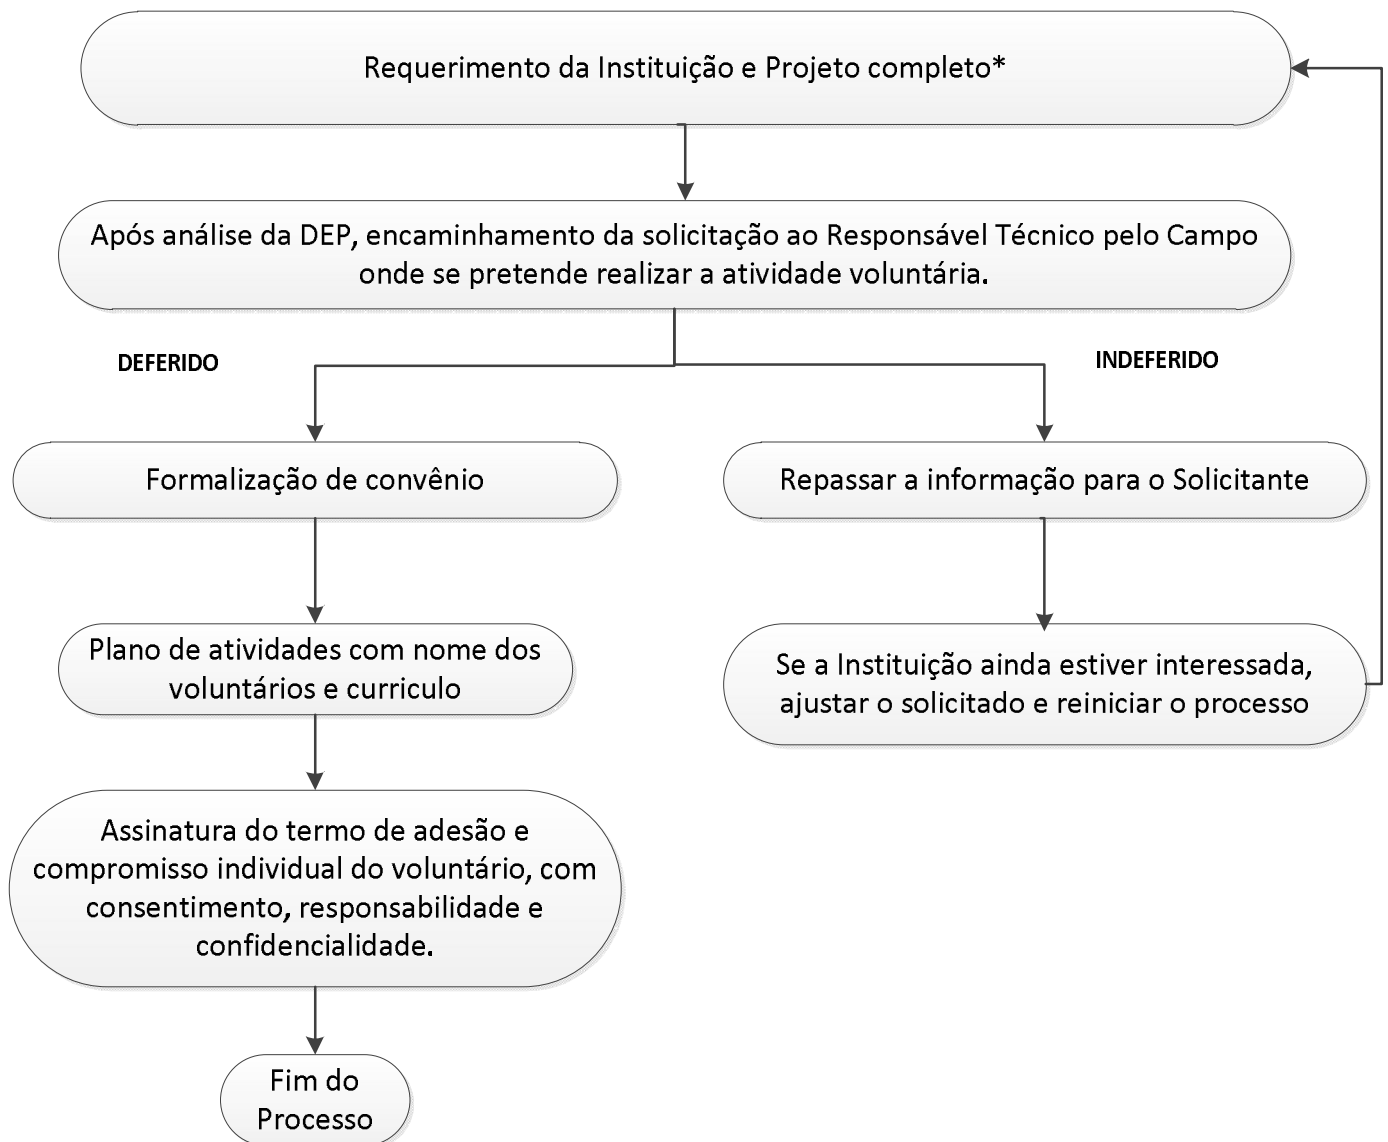 Requerimento da Instituição e Projeto completo*
Após análise da DEP, encaminhamento da solicitação ao Responsável Técnico pelo Campo
onde se pretende realizar a atividade voluntária.
DEFERIDO
INDEFERIDO
Formalização de convênio
Repassar a informação para o Solicitante
Plano de atividades com nome dos
voluntários e curriculo
Se a Instituição ainda estiver interessada,
ajustar o solicitado e reiniciar o processo
Assinatura do termo de adesão e
compromisso individual do voluntário, com
consentimento, responsabilidade e
confidencialidade.
Fim do
Processo